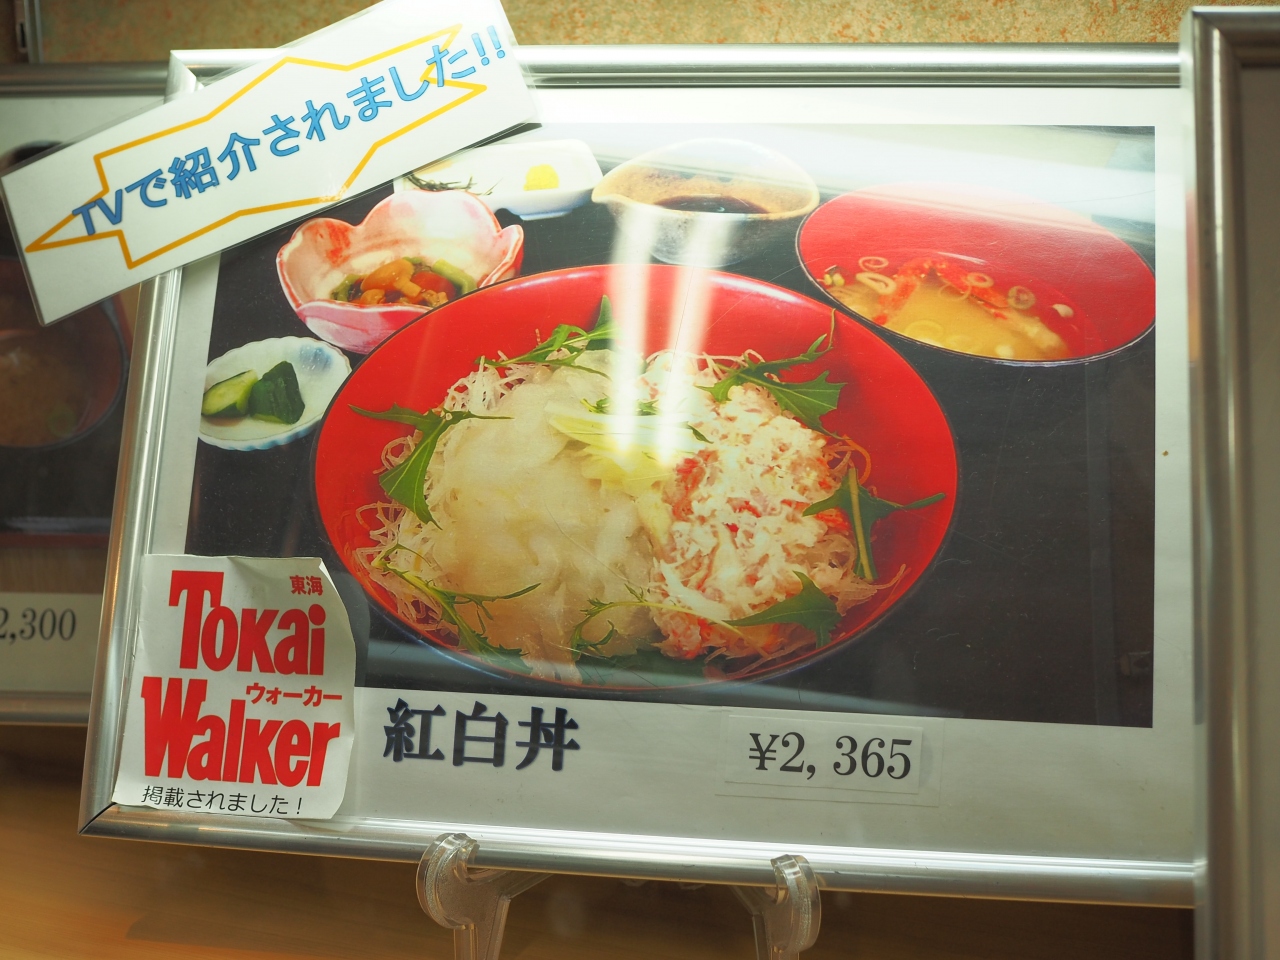 TVで紹介されました!!
東海
Tokai
ウォーカー
Walker
掲載されました！
紅白丼
¥2,365
2,300